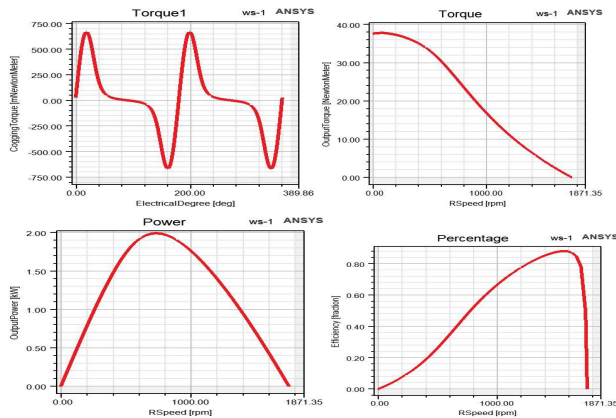 Torque1 ws-1 ANSYS
750.00
500.00
250.00
0.00
-250.00
-500.00
-750.00
CoggingTorque [mNewtonMeter]
0.00 200.00 389.86
ElectricalDegree [deg]
Torque ws-1 ANSYS
40.00
30.00
20.00
10.00
0.00
OutputTorque [NewtonMeter]
0.00 1000.00 1871.35
RSpeed [rpm]
Power ws-1 ANSYS
2.00
1.50
1.00
0.50
0.00
OutputPower [kW]
0.00 1000.00 1871.35
RSpeed [rpm]
Percentage ws-1 ANSYS
0.80
0.60
0.40
0.20
0.00
Efficiency [fraction]
0.00 1000.00 1871.35
RSpeed [rpm]